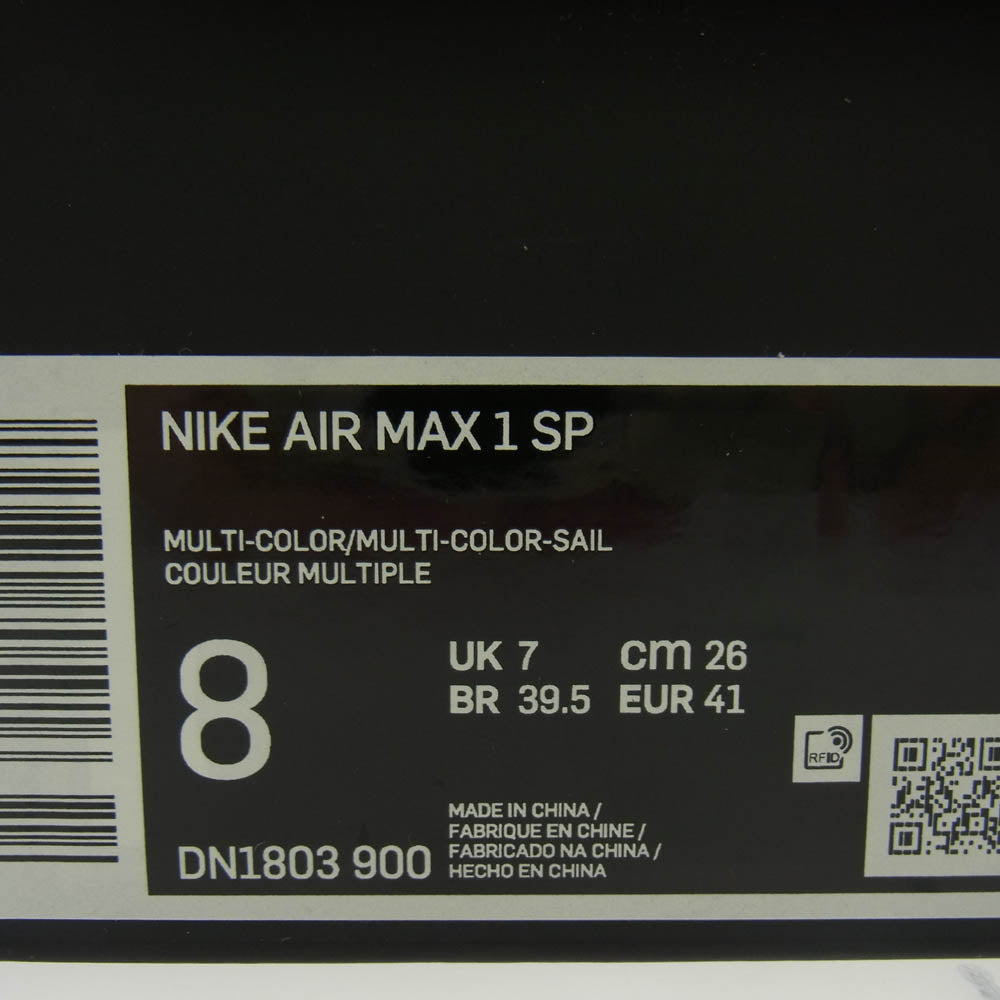 NIKE AIR MAX 1 SP
MULTI-COLOR/MULTI-COLOR-SAIL
COULEUR MULTIPLE
8
UK 7 cm 26
BR 39.5 EUR 41
RFID
DN1803 900
MADE IN CHINA /
FABRIQUE EN CHINE /
FABRICADO NA CHINA /
HECHO EN CHINA